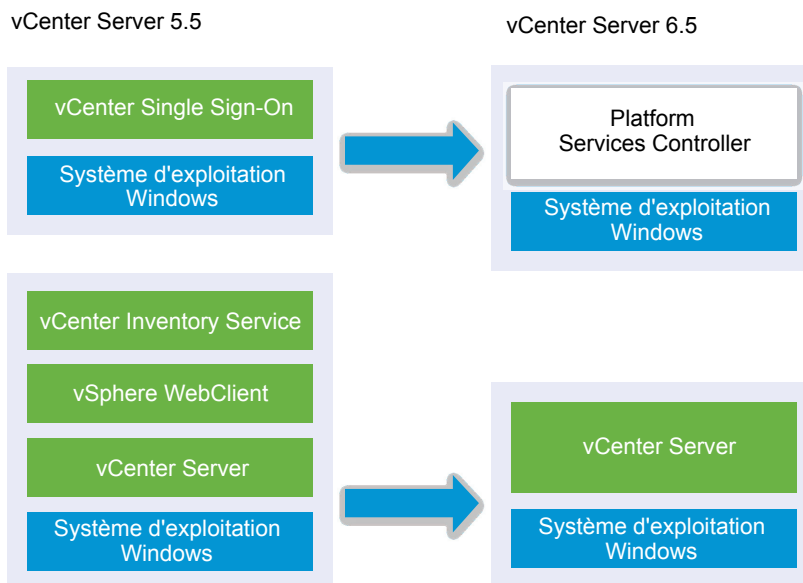 vCenter Server 5.5
vCenter Server 6.5
vCenter Single Sign-On
Système d'exploitation
Windows
Platform
Services Controller
Système d'exploitation
Windows
vCenter Inventory Service
vSphere WebClient
vCenter Server
Système d'exploitation
Windows
vCenter Server
Système d'exploitation
Windows